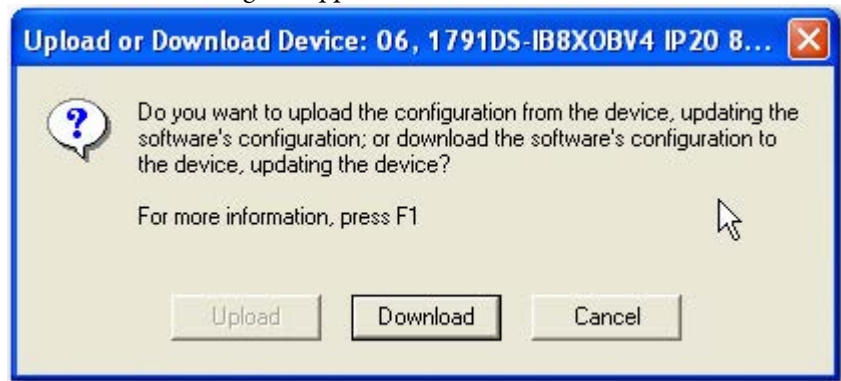 Upload or Download Device: 06, 1791DS-IB8XOBV4 IP20 8...
Do you want to upload the configuration from the device, updating the
software's configuration; or download the software's configuration to
the device, updating the device?
For more information, press F1
Upload
Download
Cancel